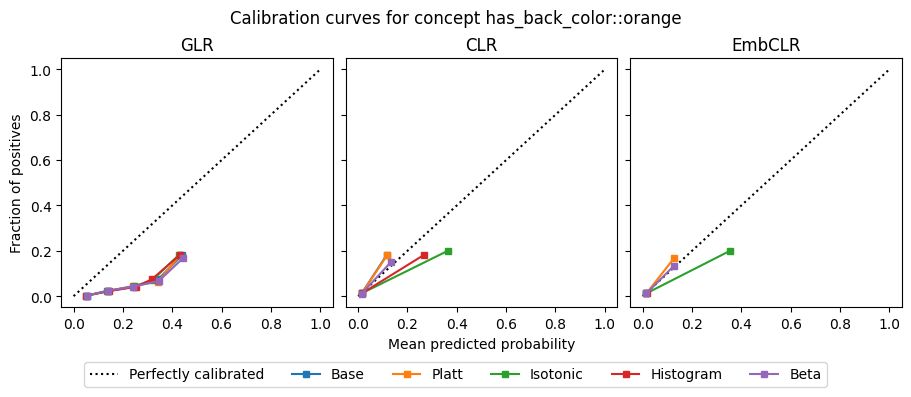 Calibration curves for concept has_back_color::orange
GLR
CLR
EmbCLR
Fraction of positives
1.0
0.8
0.6
0.4
0.2
0.0
0.0 0.2 0.4 0.6 0.8 1.0
0.0 0.2 0.4 0.6 0.8 1.0
0.0 0.2 0.4 0.6 0.8 1.0
Mean predicted probability
Perfectly calibrated Base Platt Isotonic Histogram Beta